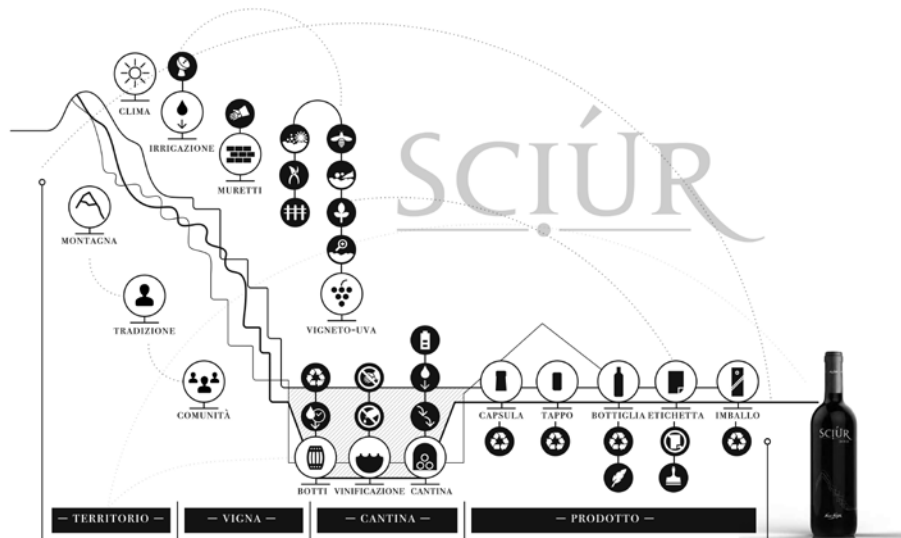 SCIÚR
CLIMA
IRRIGAZIONE
MURETTI
MONTAGNA
TRADIZIONE
VIGNETO-UVA
COMUNITÀ
CAPSULA
TAPPO
BOTTIGLIA
ETICHETTA
IMBALLO
BOTTI
VINIFICAZIONE
CANTINA
— TERRITORIO —
— VIGNA —
— CANTINA —
— PRODOTTO —
SCIÚR